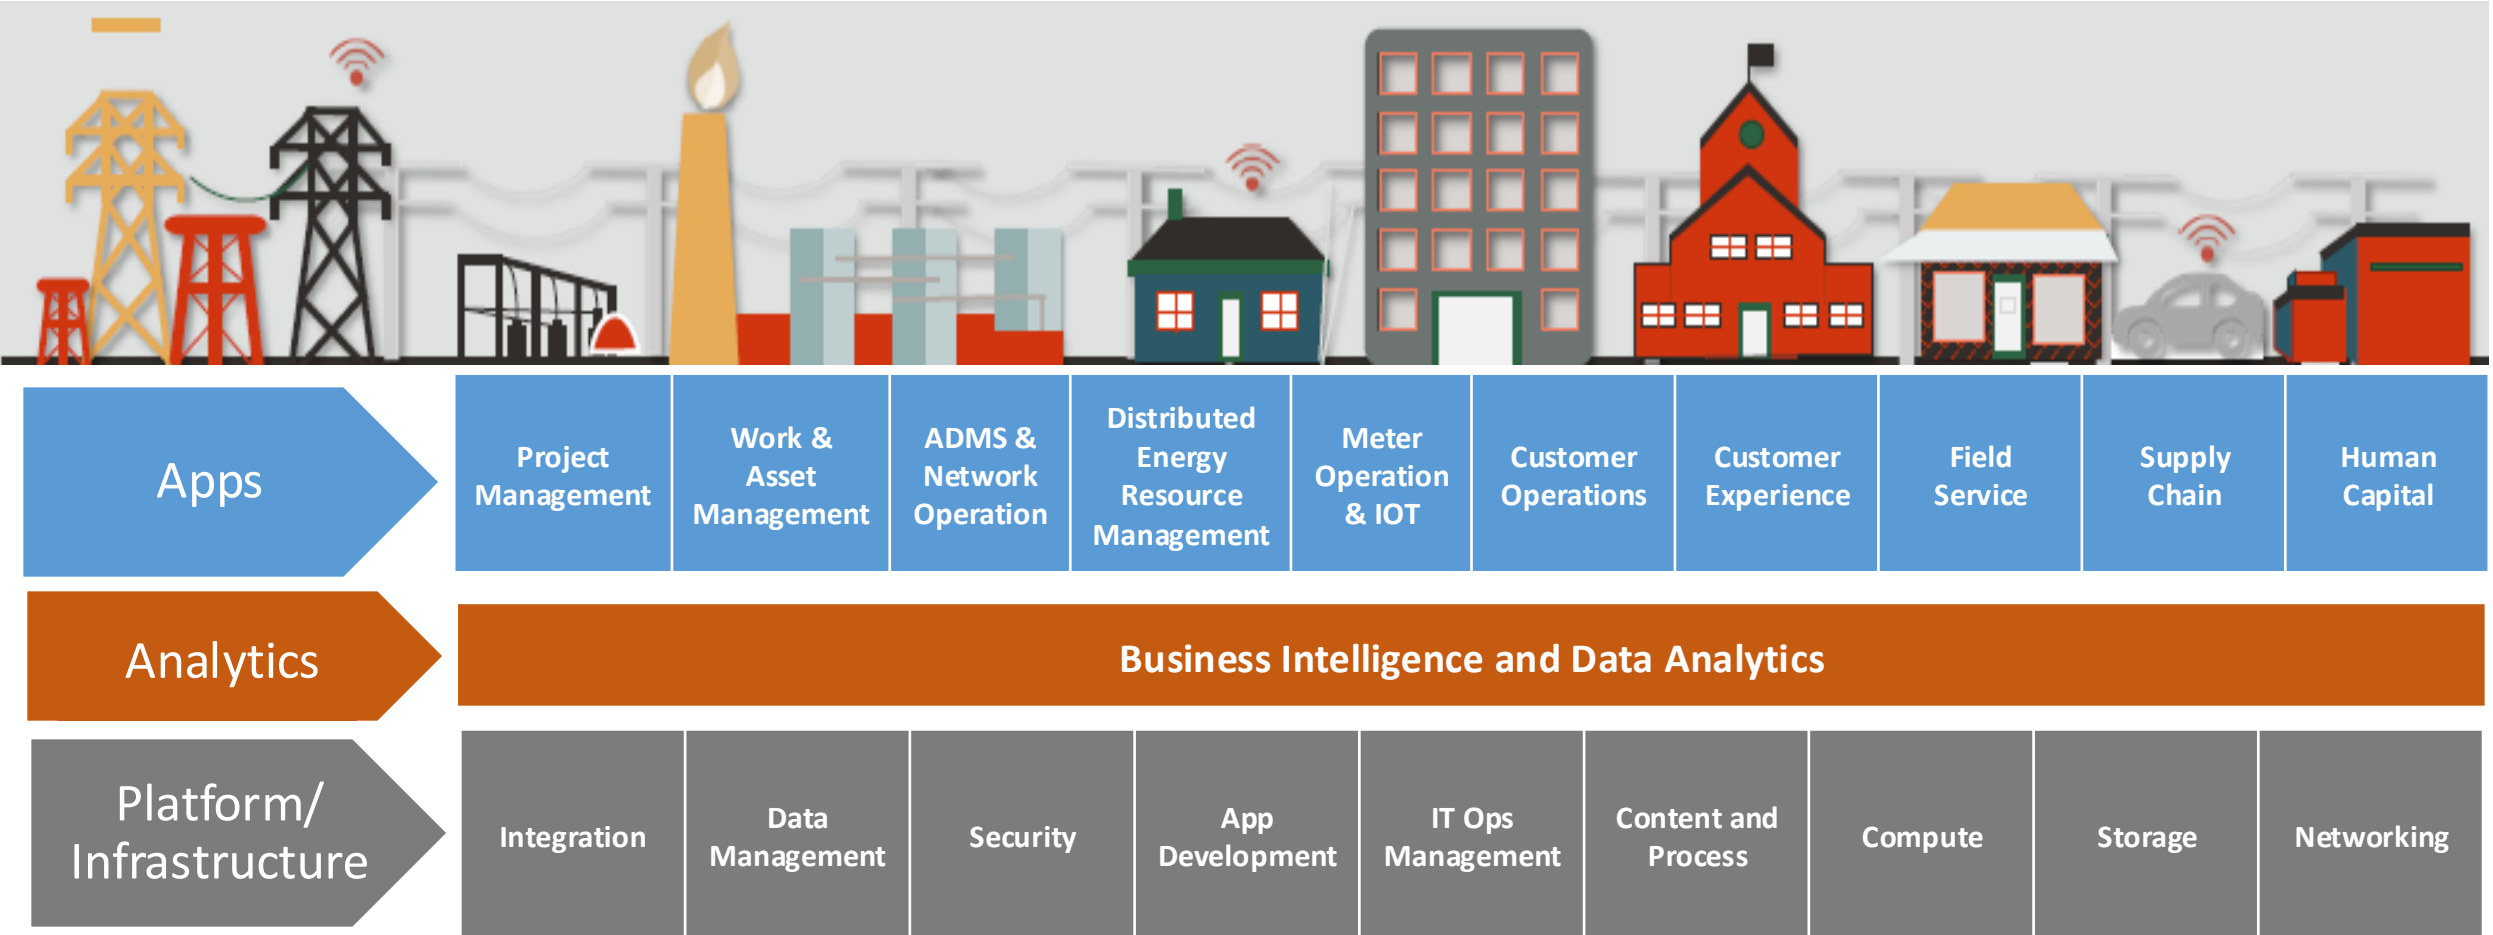 Apps
Project
Management
Work &
Asset
Management
ADMS &
Network
Operation
Distributed
Energy
Resource
Management
Meter
Operation
& IOT
Customer
Operations
Customer
Experience
Field
Service
Supply
Chain
Human
Capital
Analytics
Business Intelligence and Data Analytics
Platform/
Infrastructure
Integration
Data
Management
Security
App
Development
IT Ops
Management
Content and
Process
Compute
Storage
Networking